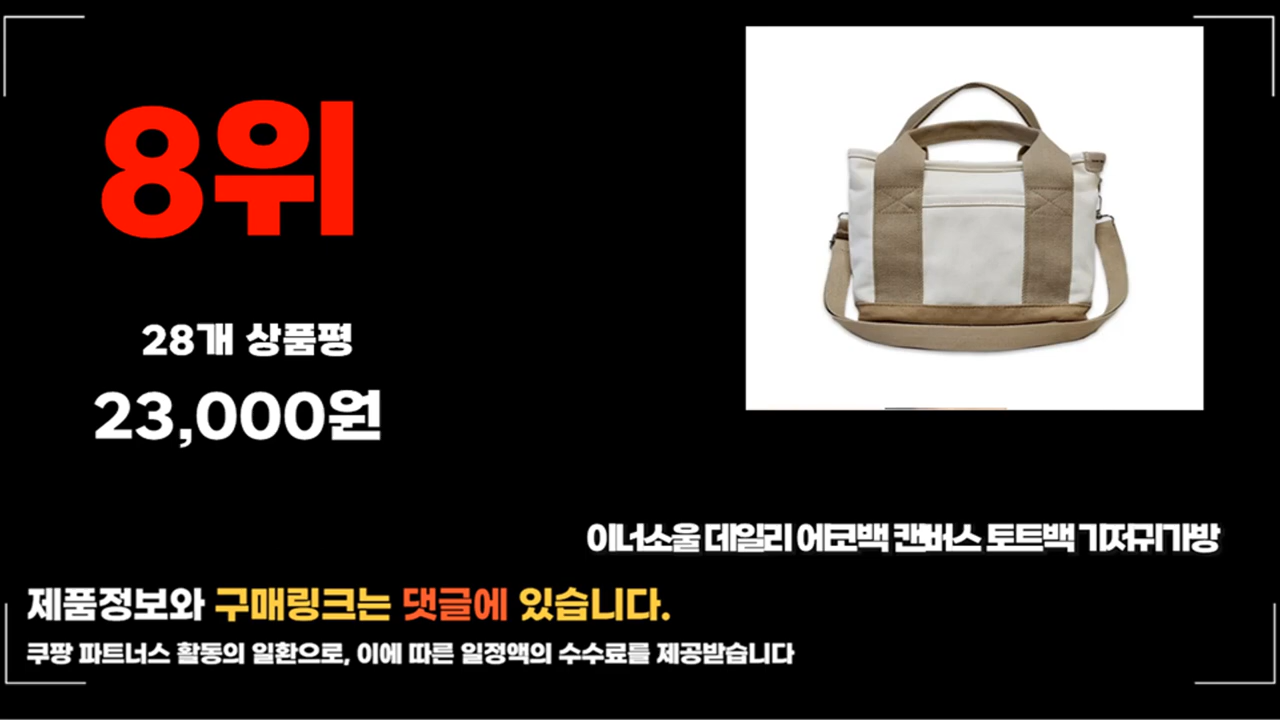 8위
28개 상품평
23,000원
이너소울 데일리 에코백 캔버스 토트백 기저귀가방
제품정보와 구매링크는 댓글에 있습니다.
쿠팡 파트너스 활동의 일환으로, 이에 따른 일정액의 수수료를 제공받습니다